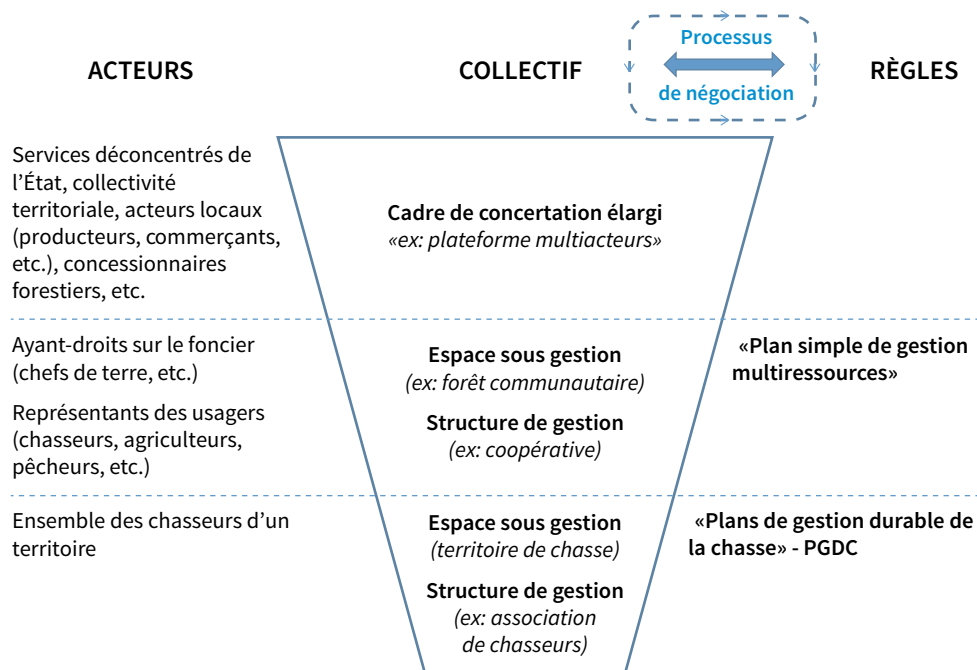 ACTEURS
COLLECTIF
Processus
de négociation
RÈGLES
Services déconcentrés de
l’État, collectivité
territoriale, acteurs locaux
(producteurs, commerçants,
etc.), concessionnaires
forestiers, etc.
Cadre de concertation élargi
«ex: plateforme multiacteurs»
Ayant-droits sur le foncier
(chefs de terre, etc.)
Représentants des usagers
(chasseurs, agriculteurs,
pêcheurs, etc.)
Espace sous gestion
(ex: forêt communautaire)
Structure de gestion
(ex: coopérative)
«Plan simple de gestion
multiressources»
Ensemble des chasseurs d’un
territoire
Espace sous gestion
(territoire de chasse)
Structure de gestion
(ex: association
de chasseurs)
«Plans de gestion durable de
la chasse» - PGDC